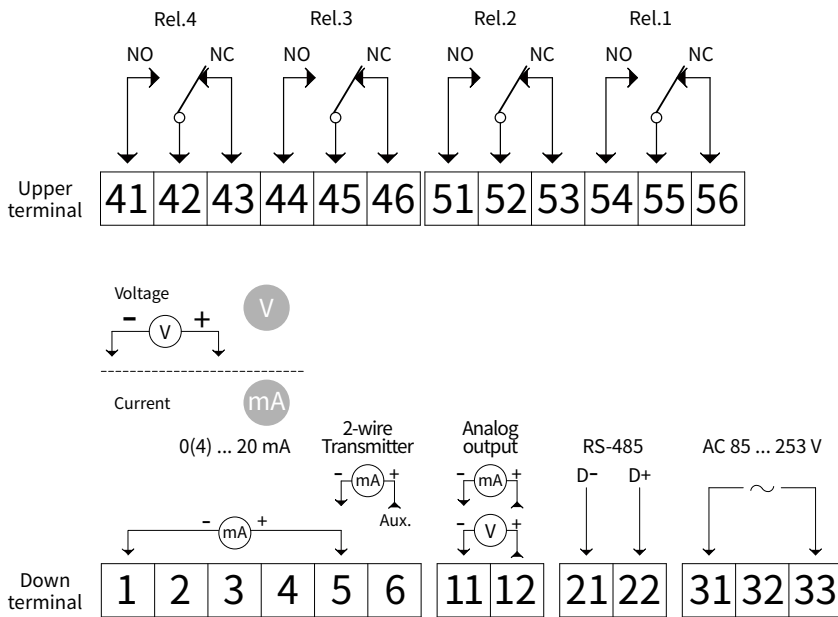 Rel.4 Rel.3 Rel.2 Rel.1
NO NC NO NC NO NC NO NC
Upper
terminal
41 42 43 44 45 46 51 52 53 54 55 56
Voltage
V
- V +
Current
mA
0(4) ... 20 mA
2-wire
Transmitter
- mA +
Aux.
- mA +
Analog
output
- mA +
- V +
RS-485
D- D+
AC 85 ... 253 V
~
Down
terminal
1 2 3 4 5 6 11 12 21 22 31 32 33